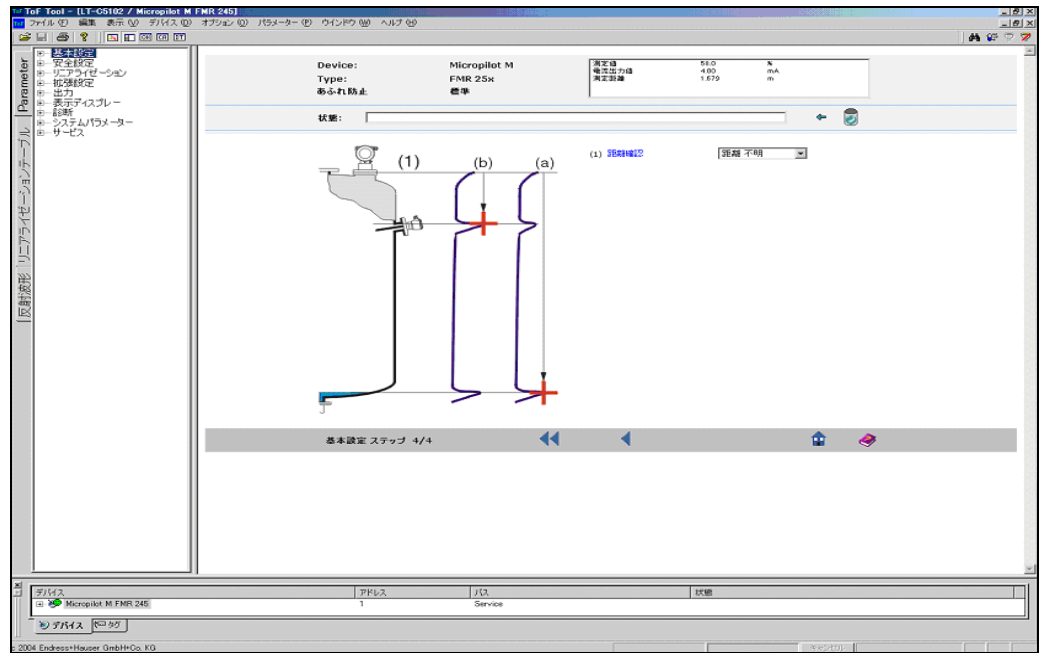 ToF Tool - [LT-G5102 / Micropilot M FMR 245]
ファイル(F) 編集 表示(V) デバイス(D) オプション(O) パラメーター(P) ウインドウ(W) ヘルプ(H)
基本設定
安全設定
リニアライゼーション
拡張設定
出力
表示ディスプレー
診断
システムパラメーター
サービス
Parameter
リニアライゼーションテーブル
反射波形
Device: Micropilot M
Type: FMR 25x
あふれ防止 標準
測定値 58.0 %
電流出力値 4.00 mA
測定距離 1.679 m
状態:
(1) (b) (a)
(1) 距離確認 距離 不明
基本設定 ステップ 4/4
デバイス アドレス パス 状態
Micropilot M FMR 245 1 Service
デバイス タグ
2004 Endress+Hauser GmbH+Co. KG
キャンセル